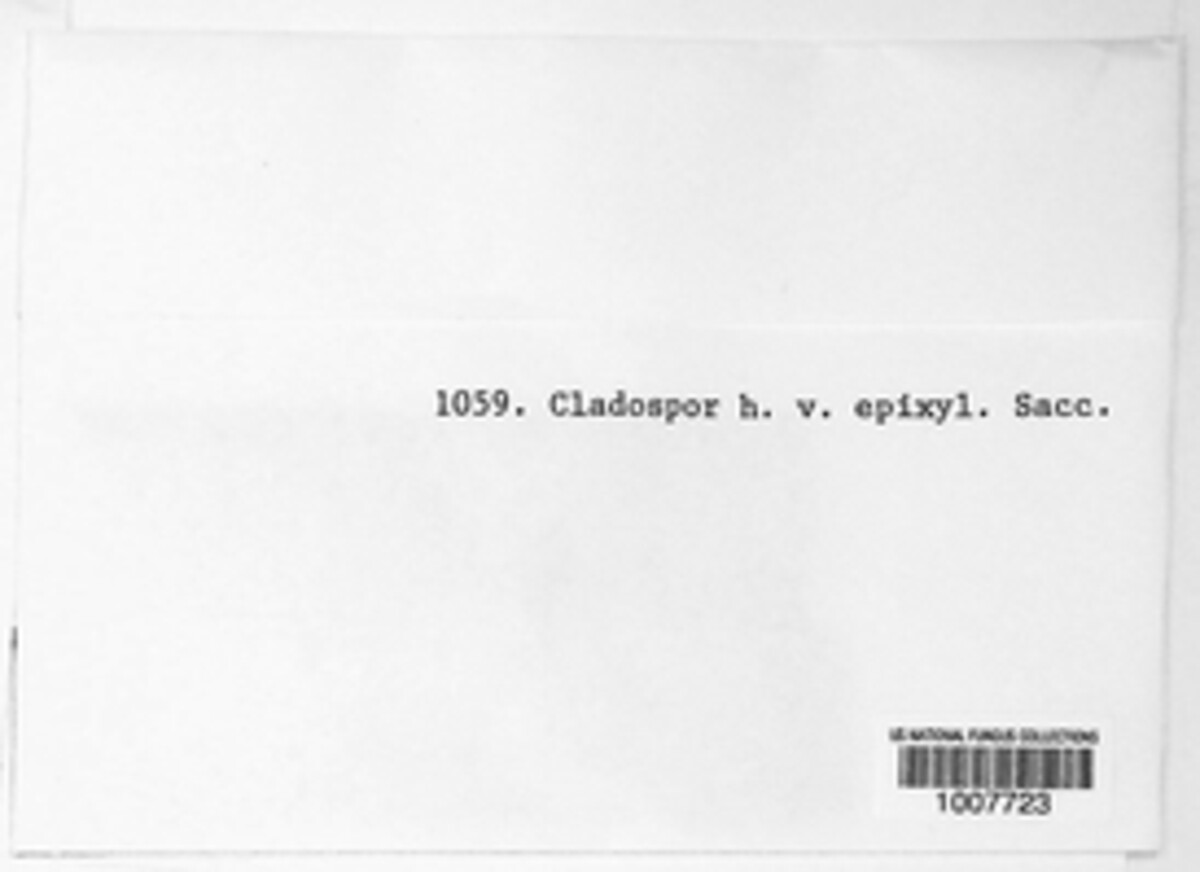 1059. Cladospor h. v. epixyl. Sacc.
US NATIONAL FUNGUS COLLECTIONS
1007723